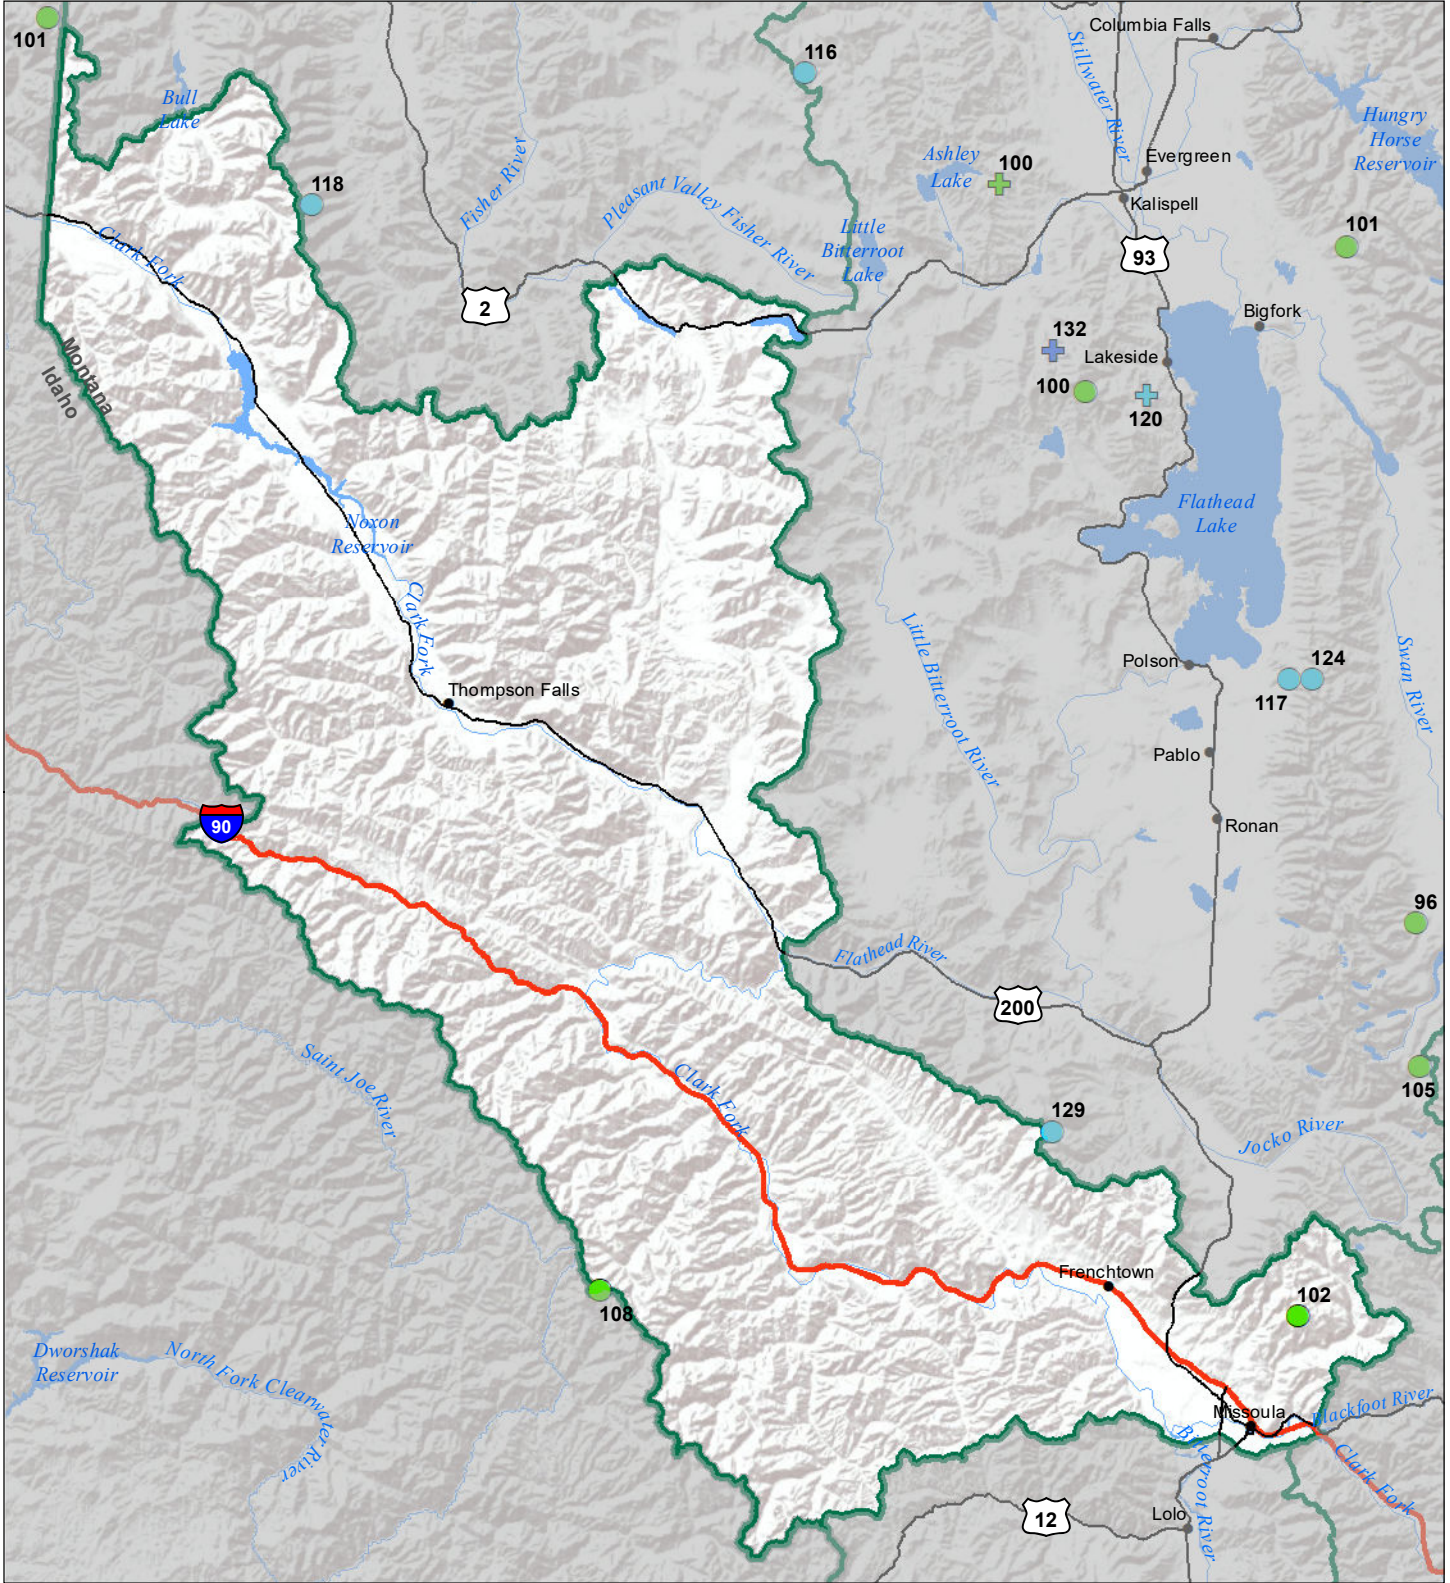 101
Bull
Lake
118
Fisher River
Pleasant Valley Fisher River
116
Little
Bitterroot
Lake
Ashley
Lake
100
Stillwater River
Columbia Falls
Evergreen
Kalispell
Hungry
Horse
Reservoir
101
93
2
Clark Fork
Montana
Idaho
Bigfork
132
Lakeside
100
120
Flathead
Lake
Noxon
Reservoir
Clark Fork
Thompson Falls
Little Bitterroot River
Polson
124
117
Swan River
Pablo
Ronan
90
96
Flathead River
200
Saint Joe River
Clark Fork
129
105
Jocko River
108
Frenchtown
102
Dworshak
Reservoir
North Fork Clearwater River
Missoula
Blackfoot River
Bitterroot River
Clark Fork
12
Lolo